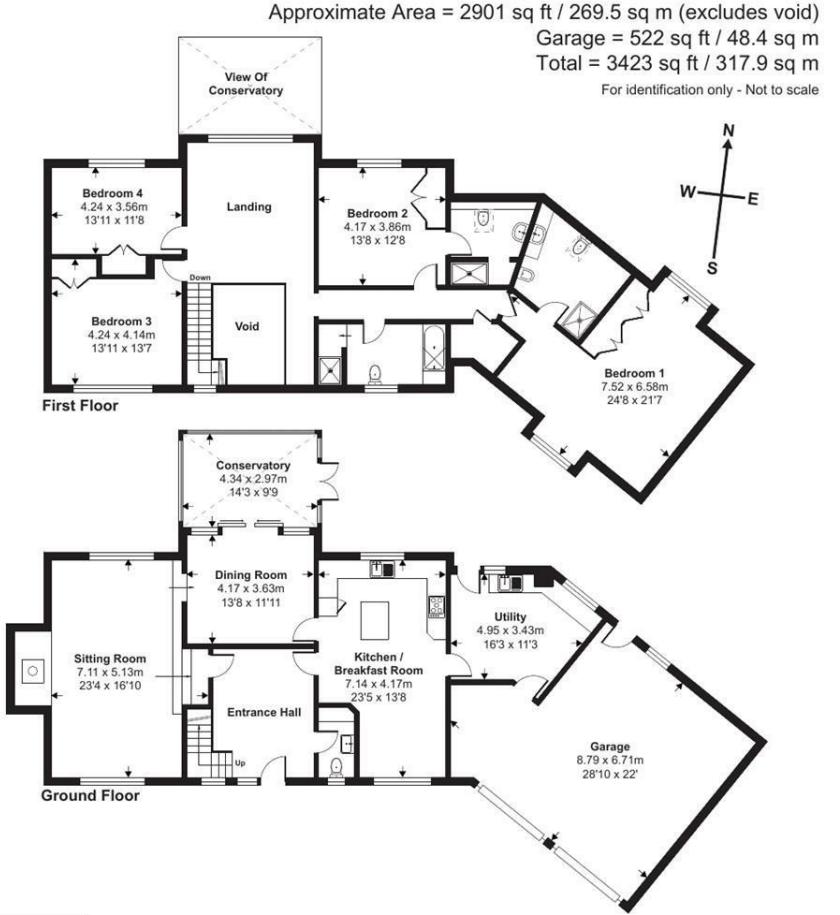 Approximate Area = 2901 sq ft / 269.5 sq m (excludes void)
Garage = 522 sq ft / 48.4 sq m
Total = 3423 sq ft / 317.9 sq m
For identification only - Not to scale
N
W
E
S
View Of
Conservatory
Bedroom 4
4.24 x 3.56m
13'11 x 11'8
Landing
Bedroom 2
4.17 x 3.86m
13'8 x 12'8
Down
Bedroom 3
4.24 x 4.14m
13'11 x 13'7
Void
Bedroom 1
7.52 x 6.58m
24'8 x 21'7
First Floor
Conservatory
4.34 x 2.97m
14'3 x 9'9
Dining Room
4.17 x 3.63m
13'8 x 11'11
Utility
4.95 x 3.43m
16'3 x 11'3
Sitting Room
7.11 x 5.13m
23'4 x 16'10
Kitchen /
Breakfast Room
7.14 x 4.17m
23'5 x 13'8
Entrance Hall
Up
Garage
8.79 x 6.71m
28'10 x 22'
Ground Floor